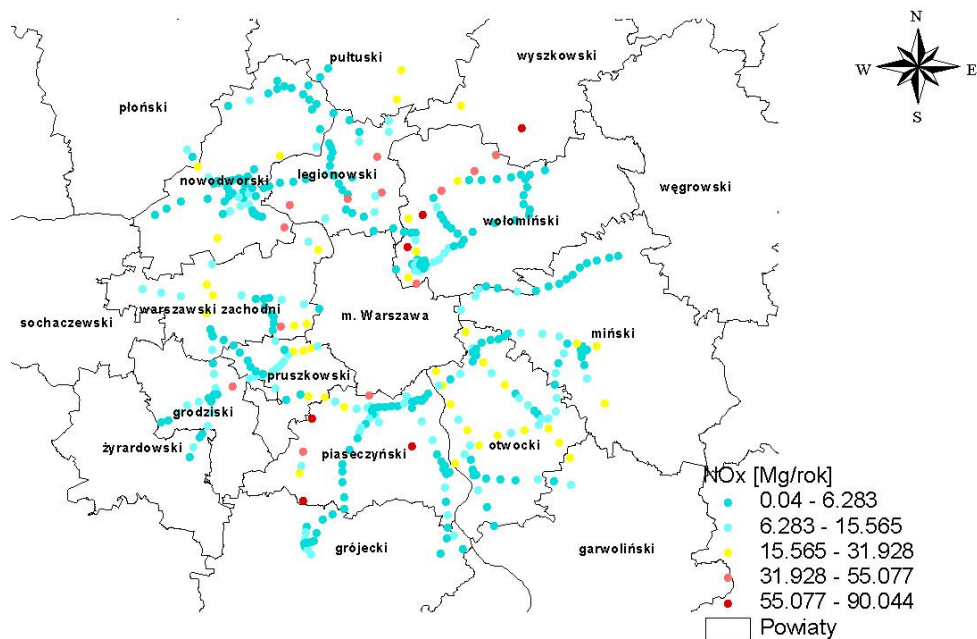 N
pułtuski
wyszkowski
W E
S
płoński
nowodworski
legionowski
węgrowski
wołomiński
warszawski zachodni
m. Warszawa
sochaczewski
miński
pruszkowski
grodziski
żyrardowski
piaseczyński
otwocki
NOx [Mg/rok]
0.04 - 6.283
6.283 - 15.565
15.565 - 31.928
31.928 - 55.077
55.077 - 90.044
Powiaty
grójecki
garwoliński